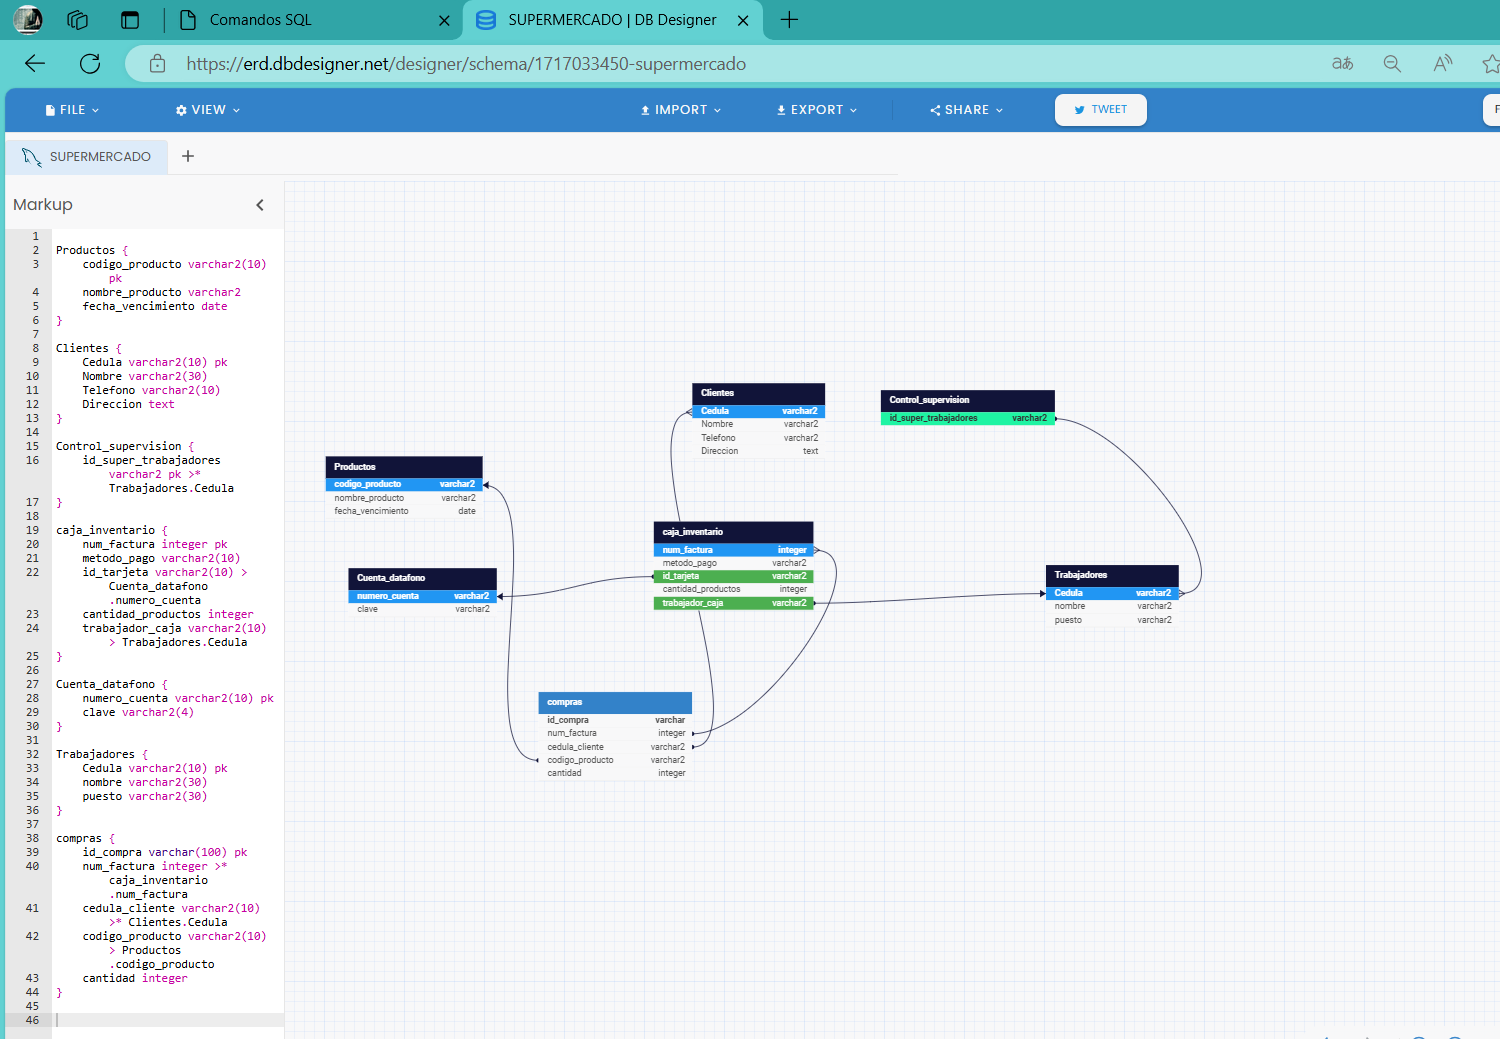 Comandos SQL
SUPERMERCADO | DB Designer
https://erd.dbdesigner.net/designer/schema/1717033450-supermercado
aあ
A
FILE
VIEW
IMPORT
EXPORT
SHARE
TWEET
F
SUPERMERCADO
Markup
1
2 Productos {
3 codigo_producto varchar2(10)
pk
4 nombre_producto varchar2
5 fecha_vencimiento date
6 }
7
8 Clientes {
9 Cedula varchar2(10) pk
10 Nombre varchar2(30)
11 Telefono varchar2(10)
12 Direccion text
13 }
14
15 Control_supervision {
16 id_super_trabajadores
varchar2 pk >*
Trabajadores.Cedula
17 }
18
19 caja_inventario {
20 num_factura integer pk
21 metodo_pago varchar2(10)
22 id_tarjeta varchar2(10) >
Cuenta_datafono
.numero_cuenta
23 cantidad_productos integer
24 trabajador_caja varchar2(10)
> Trabajadores.Cedula
25 }
26
27 Cuenta_datafono {
28 numero_cuenta varchar2(10) pk
29 clave varchar2(4)
30 }
31
32 Trabajadores {
33 Cedula varchar2(10) pk
34 nombre varchar2(30)
35 puesto varchar2(30)
36 }
37
38 compras {
39 id_compra varchar(100) pk
40 num_factura integer >*
caja_inventario
.num_factura
41 cedula_cliente varchar2(10)
>* Clientes.Cedula
42 codigo_producto varchar2(10)
> Productos
.codigo_producto
43 cantidad integer
44 }
45
46
Clientes
Cedula varchar2
Nombre varchar2
Telefono varchar2
Direccion text
Control_supervision
id_super_trabajadores varchar2
Productos
codigo_producto varchar2
nombre_producto varchar2
fecha_vencimiento date
caja_inventario
num_factura integer
metodo_pago varchar2
id_tarjeta varchar2
cantidad_productos integer
trabajador_caja varchar2
Cuenta_datafono
numero_cuenta varchar2
clave varchar2
Trabajadores
Cedula varchar2
nombre varchar2
puesto varchar2
compras
id_compra varchar
num_factura integer
cedula_cliente varchar2
codigo_producto varchar2
cantidad integer